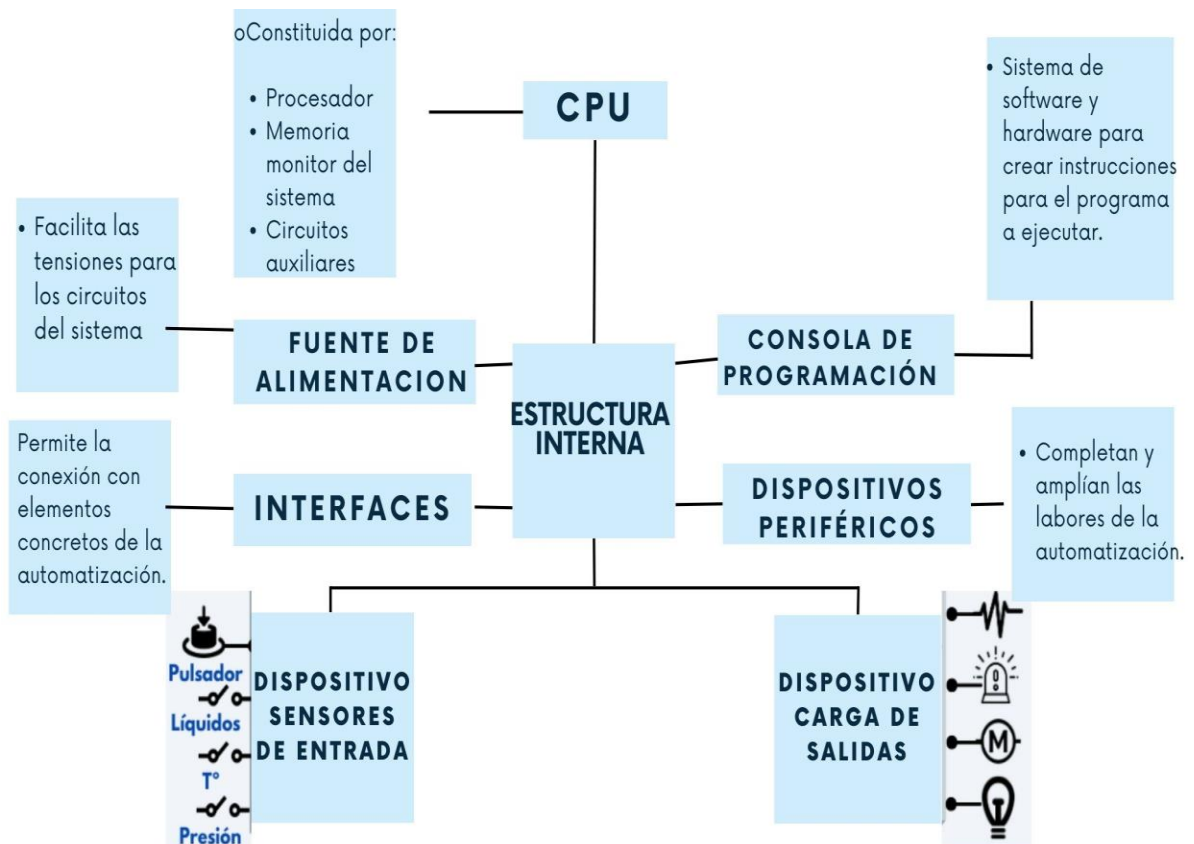 oConstituida por:
• Procesador
• Memoria
monitor del
sistema
• Circuitos
auxiliares
CPU
• Sistema de
software y
hardware para
crear instrucciones
para el programa
a ejecutar.
• Facilita las
tensiones para
los circuitos
del sistema
FUENTE DE
ALIMENTACION
CONSOLA DE
PROGRAMACIÓN
ESTRUCTURA
INTERNA
Permite la
conexión con
elementos
concretos de la
automatización.
INTERFACES
DISPOSITIVOS
PERIFÉRICOS
• Completan y
amplían las
labores de la
automatización.
Pulsador
Líquidos
T°
Presión
DISPOSITIVO
SENSORES
DE ENTRADA
DISPOSITIVO
CARGA DE
SALIDAS
M